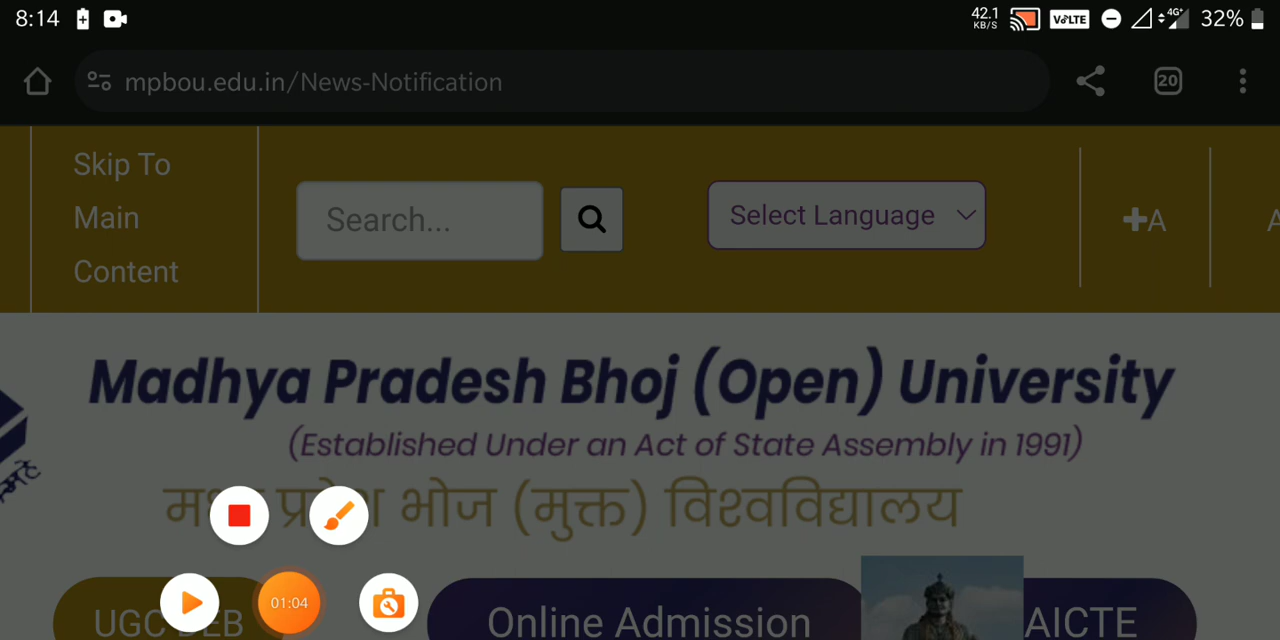 8:14 42.1 KB/S VoLTE 4G+ 32%
mpbou.edu.in/News-Notification 20
Skip To
Main
Content
Search...
Select Language
+A
A
Madhya Pradesh Bhoj (Open) University
(Established Under an Act of State Assembly in 1991)
भोज (मुक्त) विश्वविद्यालय
01:04
UGC DEB Online Admission AICTE